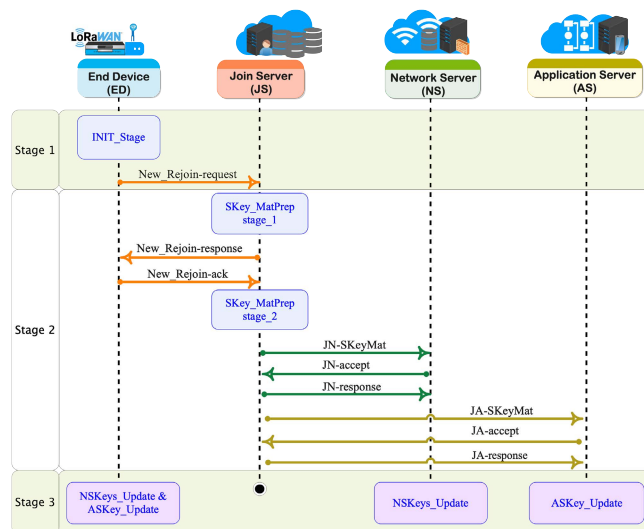 LoRaWAN
End Device
(ED)
Join Server
(JS)
Network Server
(NS)
Application Server
(AS)
Stage 1
INIT_Stage
New_Rejoin-request
Stage 2
SKey_MatPrep
stage_1
New_Rejoin-response
New_Rejoin-ack
SKey_MatPrep
stage_2
JN-SKeyMat
JN-accept
JN-response
JA-SKeyMat
JA-accept
JA-response
Stage 3
NSKeys_Update &
ASKey_Update
NSKeys_Update
ASKey_Update